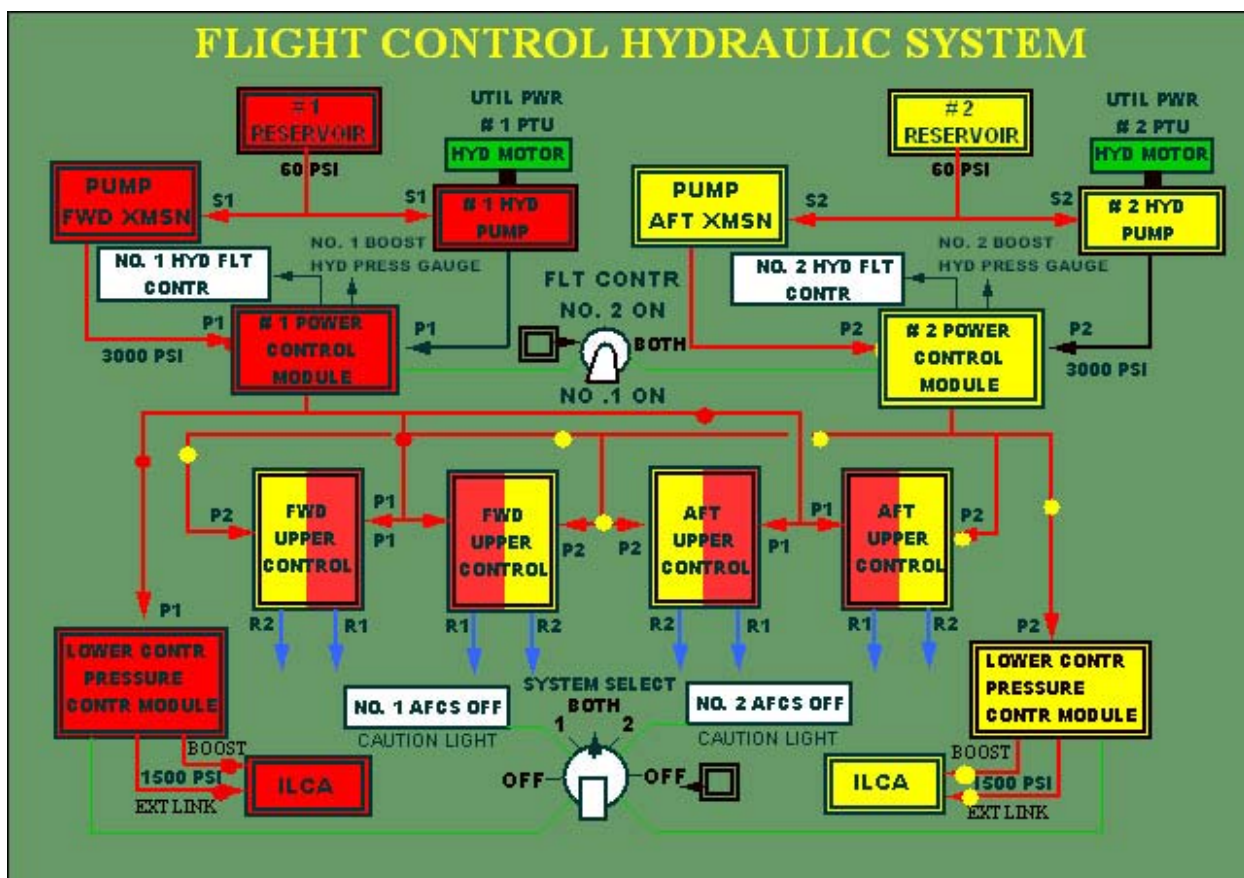 FLIGHT CONTROL HYDRAULIC SYSTEM
#1
RESERVOIR
60 PSI
UTIL PWR
# 1 PTU
HYD MOTOR
PUMP
FWD XMSN
S1
S1
# 1 HYD
PUMP
NO. 1 BOOST
HYD PRESS GAUGE
NO. 1 HYD FLT
CONTR
P1
3000 PSI
# 1 POWER
CONTROL
MODULE
P1
FLT CONTR
NO. 2 ON
BOTH
NO .1 ON
#2
RESERVOIR
60 PSI
UTIL PWR
# 2 PTU
HYD MOTOR
PUMP
AFT XMSN
S2
S2
# 2 HYD
PUMP
NO. 2 BOOST
HYD PRESS GAUGE
NO. 2 HYD FLT
CONTR
P2
# 2 POWER
CONTROL
MODULE
P2
3000 PSI
P2
FWD
UPPER
CONTROL
P1
P1
FWD
UPPER
CONTROL
P2
P2
AFT
UPPER
CONTROL
P1
P1
AFT
UPPER
CONTROL
P2
R2
R1
R1
R2
R2
R1
R1
R2
P1
LOWER CONTR
PRESSURE
CONTR MODULE
BOOST
1500 PSI
EXT LINK
ILCA
NO. 1 AFCS OFF
CAUTION LIGHT
SYSTEM SELECT
BOTH
1
2
OFF
OFF
NO. 2 AFCS OFF
CAUTION LIGHT
P2
LOWER CONTR
PRESSURE
CONTR MODULE
BOOST
1500 PSI
EXT LINK
ILCA